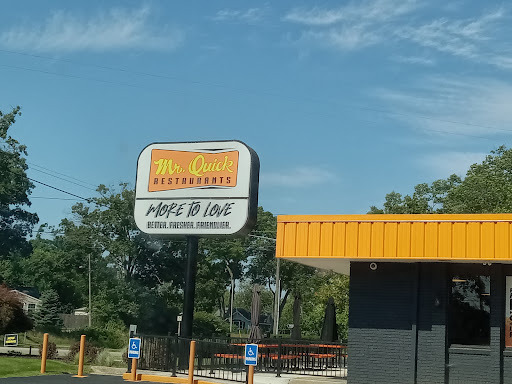 Mr. Quick
RESTAURANTS
MORE TO LOVE
BETTER. FRESHER. FRIENDLIER.